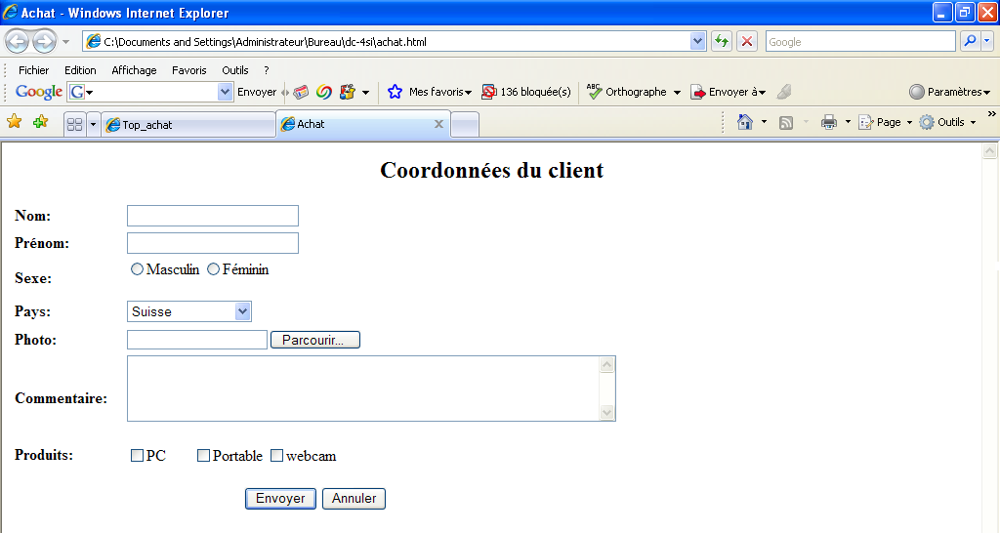 Achat - Windows Internet Explorer
C:\Documents and Settings\Administrateur\Bureau\dc-4si\achat.html
Google
Fichier Edition Affichage Favoris Outils ?
Google G Envoyer Mes favoris 136 bloquée(s) ABC Orthographe Envoyer à Paramètres
Top_achat Achat Page Outils »
Coordonnées du client
Nom:
Prénom:
Sexe: Masculin Féminin
Pays: Suisse
Photo: Parcourir...
Commentaire:
Produits: PC Portable webcam
Envoyer Annuler